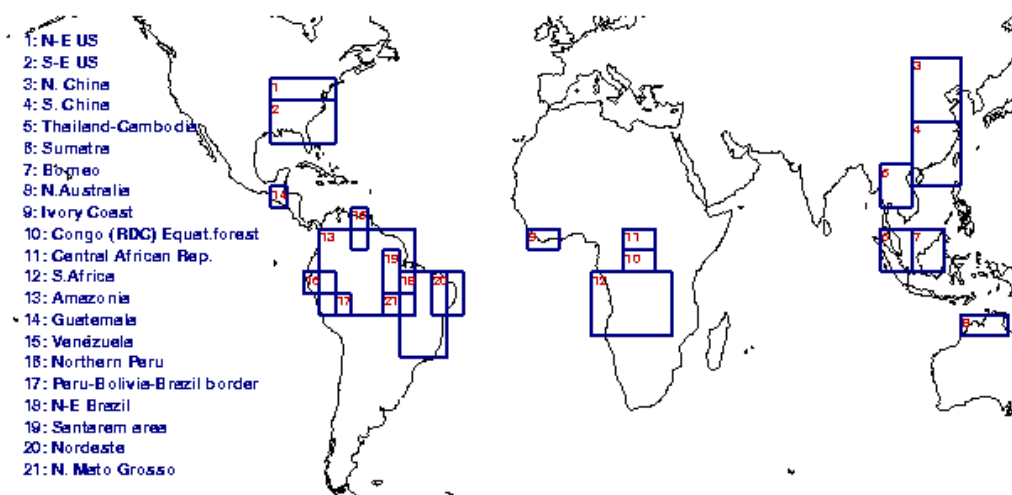 1: N-E US
2: S-E US
3: N. China
4: S. China
5: Thailand-Cambodia
6: Sumatra
7: Borneo
8: N.Australia
9: Ivory Coast
10: Congo (RDC) Equat.forest
11: Central African Rep.
12: S.Africa
13: Amazonia
14: Guatemala
15: Venezuela
16: Northern Peru
17: Peru-Bolivia-Brazil border
18: N-E Brazil
19: Santarem area
20: Nordeste
21: N. Mato Grosso
1
2
3
4
5
14
15
13
9
11
10
6
7
19
16
18
20
12
17
21
8